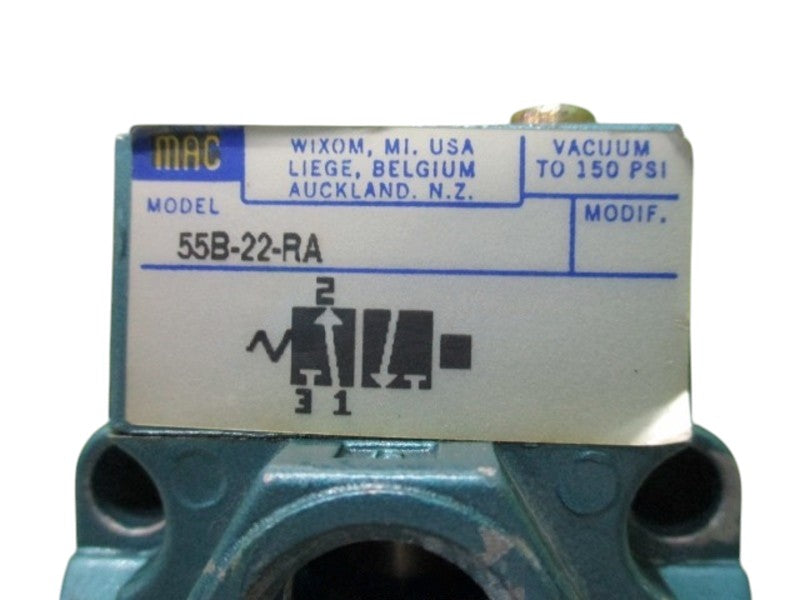 MAC
WIXOM, MI. USA
LIEGE, BELGIUM
AUCKLAND. N.Z.
VACUUM
TO 150 PSI
MODEL
55B-22-RA
MODIF.
2
3 1